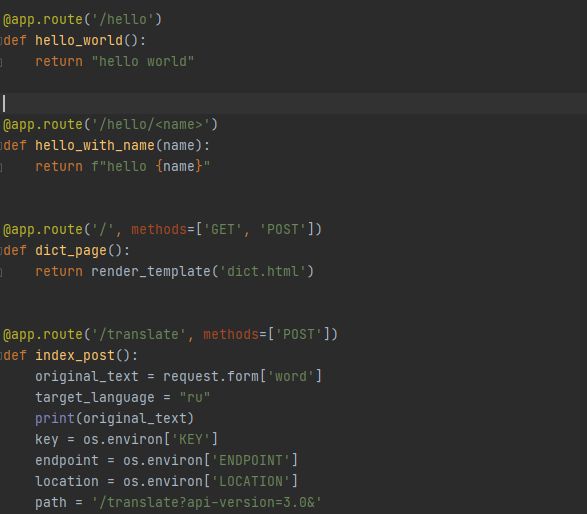 @app.route('/hello')
def hello_world():
    return "hello world"
@app.route('/hello/<name>')
def hello_with_name(name):
    return f"hello {name}"
@app.route('/', methods=['GET', 'POST'])
def dict_page():
    return render_template('dict.html')
@app.route('/translate', methods=['POST'])
def index_post():
    original_text = request.form['word']
    target_language = "ru"
    print(original_text)
    key = os.environ['KEY']
    endpoint = os.environ['ENDPOINT']
    location = os.environ['LOCATION']
    path = '/translate?api-version=3.0&'